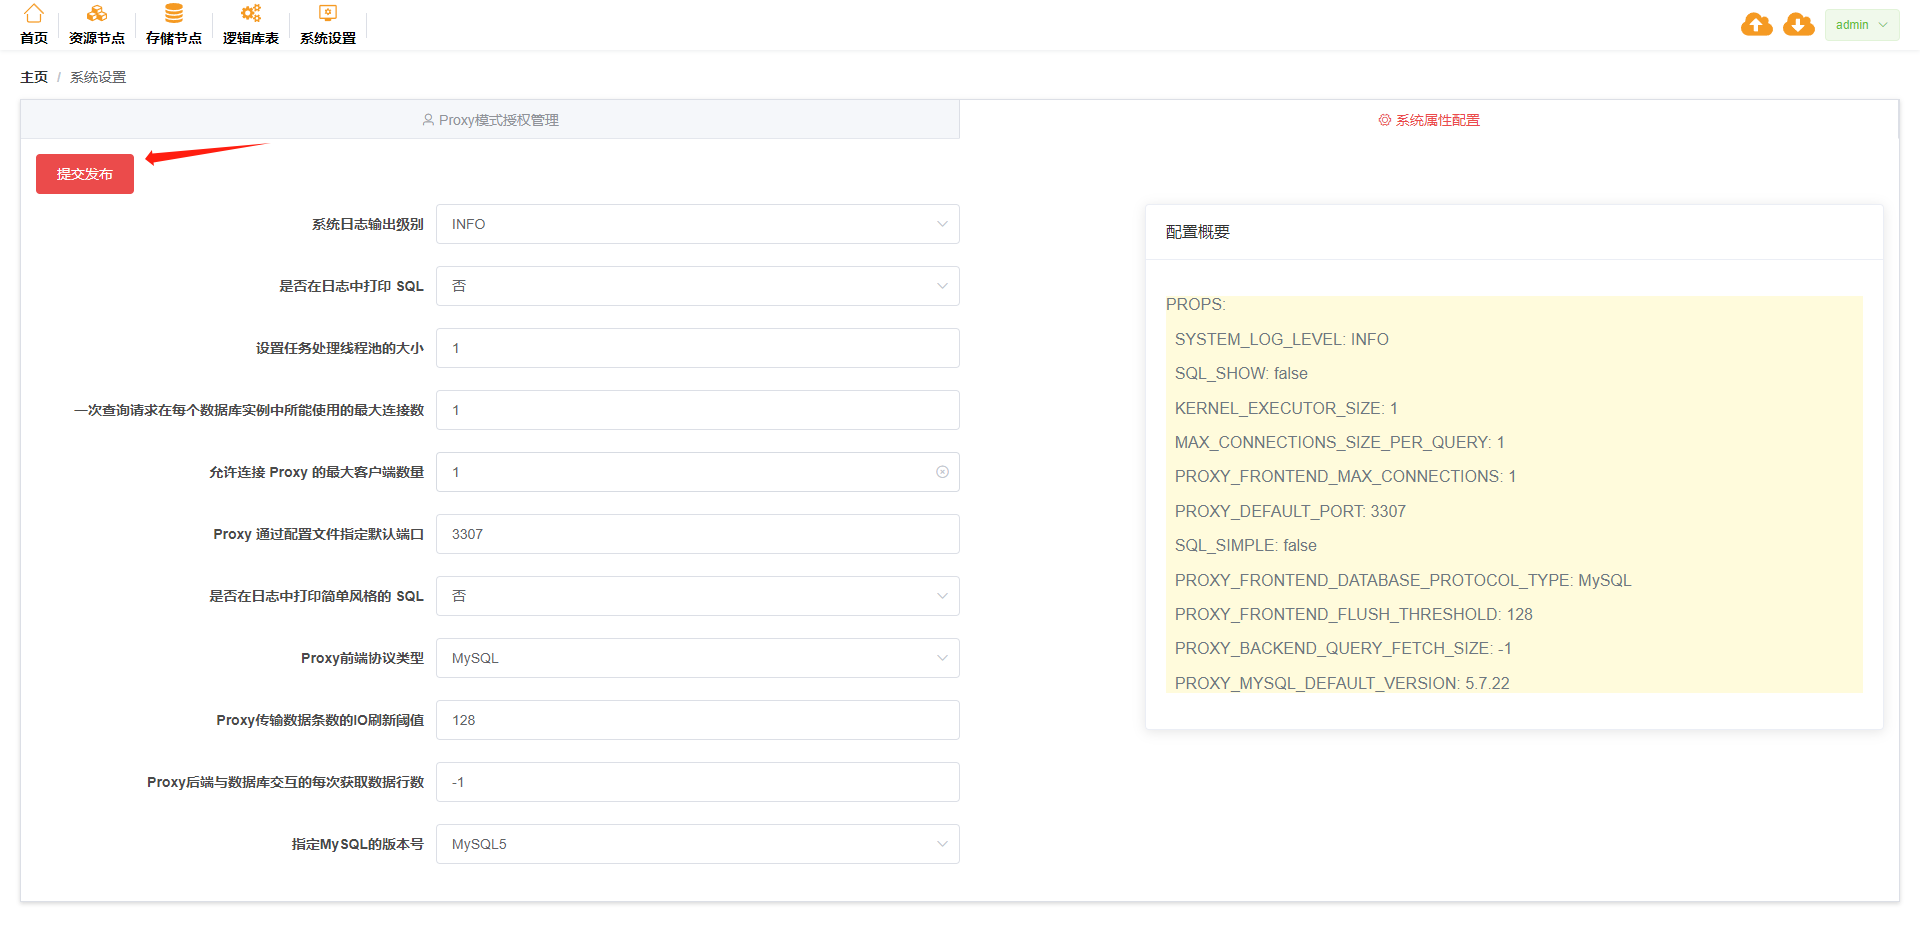 首页
资源节点
存储节点
逻辑库表
系统设置
admin
主页 / 系统设置
Proxy模式授权管理
系统属性配置
提交发布
系统日志输出级别 INFO
是否在日志中打印 SQL 否
设置任务处理线程池的大小 1
一次查询请求在每个数据库实例中所能使用的最大连接数 1
允许连接 Proxy 的最大客户端数量 1
Proxy 通过配置文件指定默认端口 3307
是否在日志中打印简单风格的 SQL 否
Proxy前端协议类型 MySQL
Proxy传输数据条数的IO刷新阈值 128
Proxy后端与数据库交互的每次获取数据行数 -1
指定MySQL的版本号 MySQL5
配置概要
PROPS:
SYSTEM_LOG_LEVEL: INFO
SQL_SHOW: false
KERNEL_EXECUTOR_SIZE: 1
MAX_CONNECTIONS_SIZE_PER_QUERY: 1
PROXY_FRONTEND_MAX_CONNECTIONS: 1
PROXY_DEFAULT_PORT: 3307
SQL_SIMPLE: false
PROXY_FRONTEND_DATABASE_PROTOCOL_TYPE: MySQL
PROXY_FRONTEND_FLUSH_THRESHOLD: 128
PROXY_BACKEND_QUERY_FETCH_SIZE: -1
PROXY_MYSQL_DEFAULT_VERSION: 5.7.22